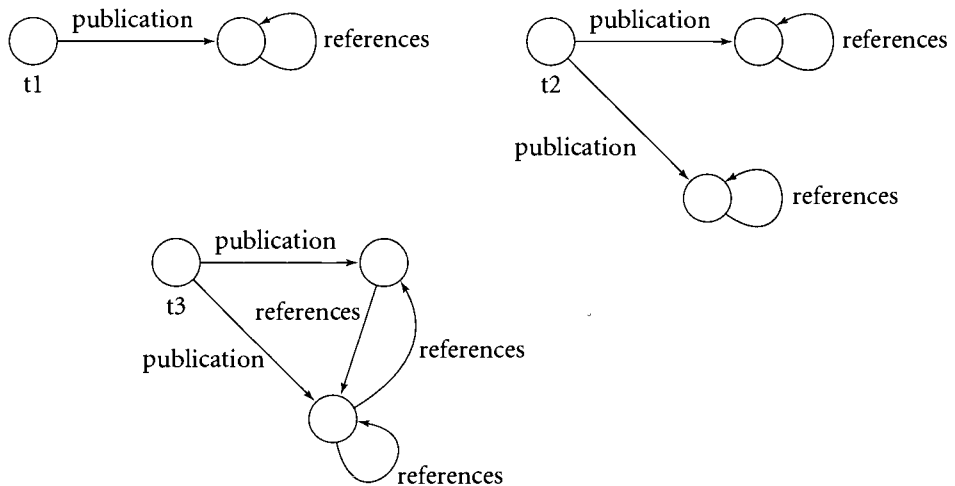 publication
references
t1
publication
references
t2
publication
references
publication
t3
references
publication
references
references